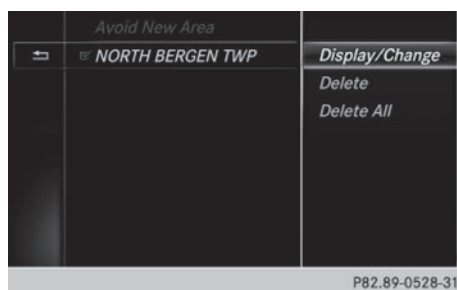 Avoid New Area
NORTH BERGEN TWP
Display/Change
Delete
Delete All
P82.89-0528-31